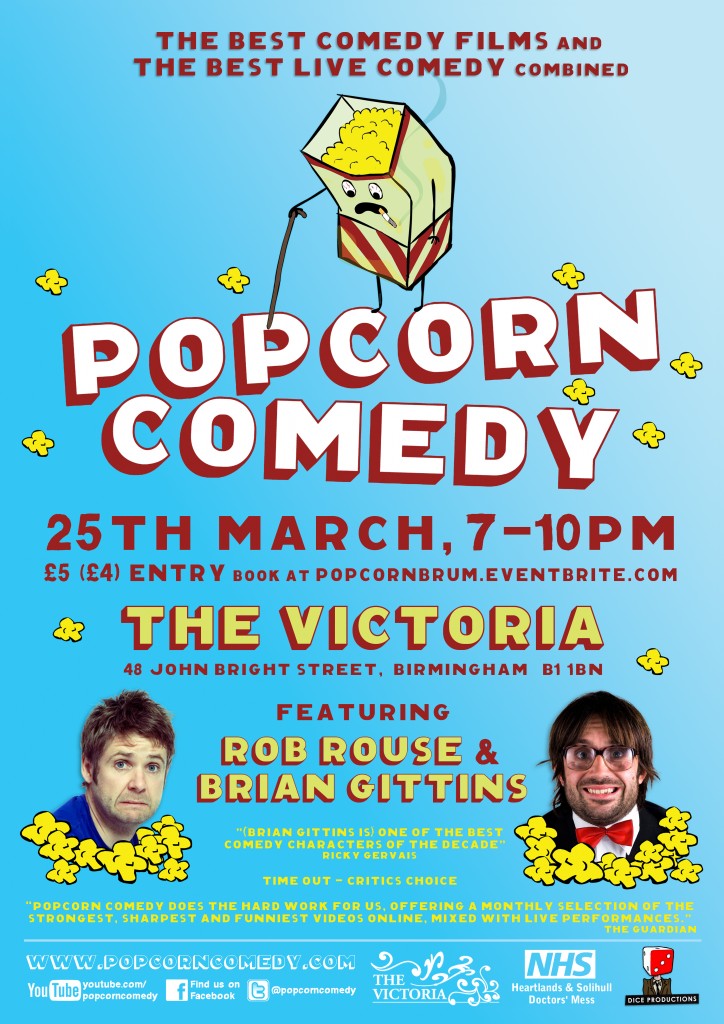 THE BEST COMEDY FILMS AND
THE BEST LIVE COMEDY COMBINED
POPCORN
COMEDY
25TH MARCH, 7-10PM
£5 (£4) ENTRY BOOK AT POPCORNBRUM.EVENTBRITE.COM
THE VICTORIA
48 JOHN BRIGHT STREET, BIRMINGHAM B1 1BN
FEATURING
ROB ROUSE &
BRIAN GITTINS
"(BRIAN GITTINS IS) ONE OF THE BEST
COMEDY CHARACTERS OF THE DECADE"
RICKY GERVAIS
TIME OUT - CRITICS CHOICE
"POPCORN COMEDY DOES THE HARD WORK FOR US, OFFERING A MONTHLY SELECTION OF THE
STRONGEST, SHARPEST AND FUNNIEST VIDEOS ONLINE, MIXED WITH LIVE PERFORMANCES."
THE GUARDIAN
WWW.POPCORNCOMEDY.COM
YouTube youtube.com/
popcorncomedy
f Find us on
Facebook
@popcorncomedy
THE
VICTORIA
NHS
Heartlands & Solihull
Doctors' Mess
DICE PRODUCTIONS